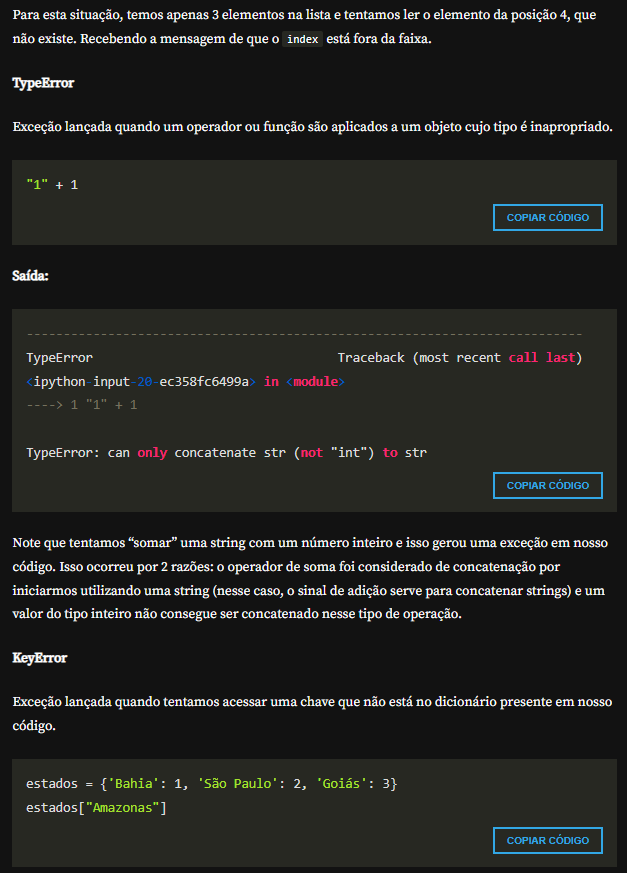 Para esta situação, temos apenas 3 elementos na lista e tentamos ler o elemento da posição 4, que
não existe. Recebendo a mensagem de que o index está fora da faixa.
TypeError
Exceção lançada quando um operador ou função são aplicados a um objeto cujo tipo é inapropriado.
"1" + 1
COPIAR CÓDIGO
Saída:
---------------------------------------------------------------------------
TypeError                                 Traceback (most recent call last)
<ipython-input-20-ec358fc6499a> in <module>
----> 1 "1" + 1
TypeError: can only concatenate str (not "int") to str
COPIAR CÓDIGO
Note que tentamos “somar” uma string com um número inteiro e isso gerou uma exceção em nosso
código. Isso ocorreu por 2 razões: o operador de soma foi considerado de concatenação por
iniciarmos utilizando uma string (nesse caso, o sinal de adição serve para concatenar strings) e um
valor do tipo inteiro não consegue ser concatenado nesse tipo de operação.
KeyError
Exceção lançada quando tentamos acessar uma chave que não está no dicionário presente em nosso
código.
estados = {'Bahia': 1, 'São Paulo': 2, 'Goiás': 3}
estados["Amazonas"]
COPIAR CÓDIGO